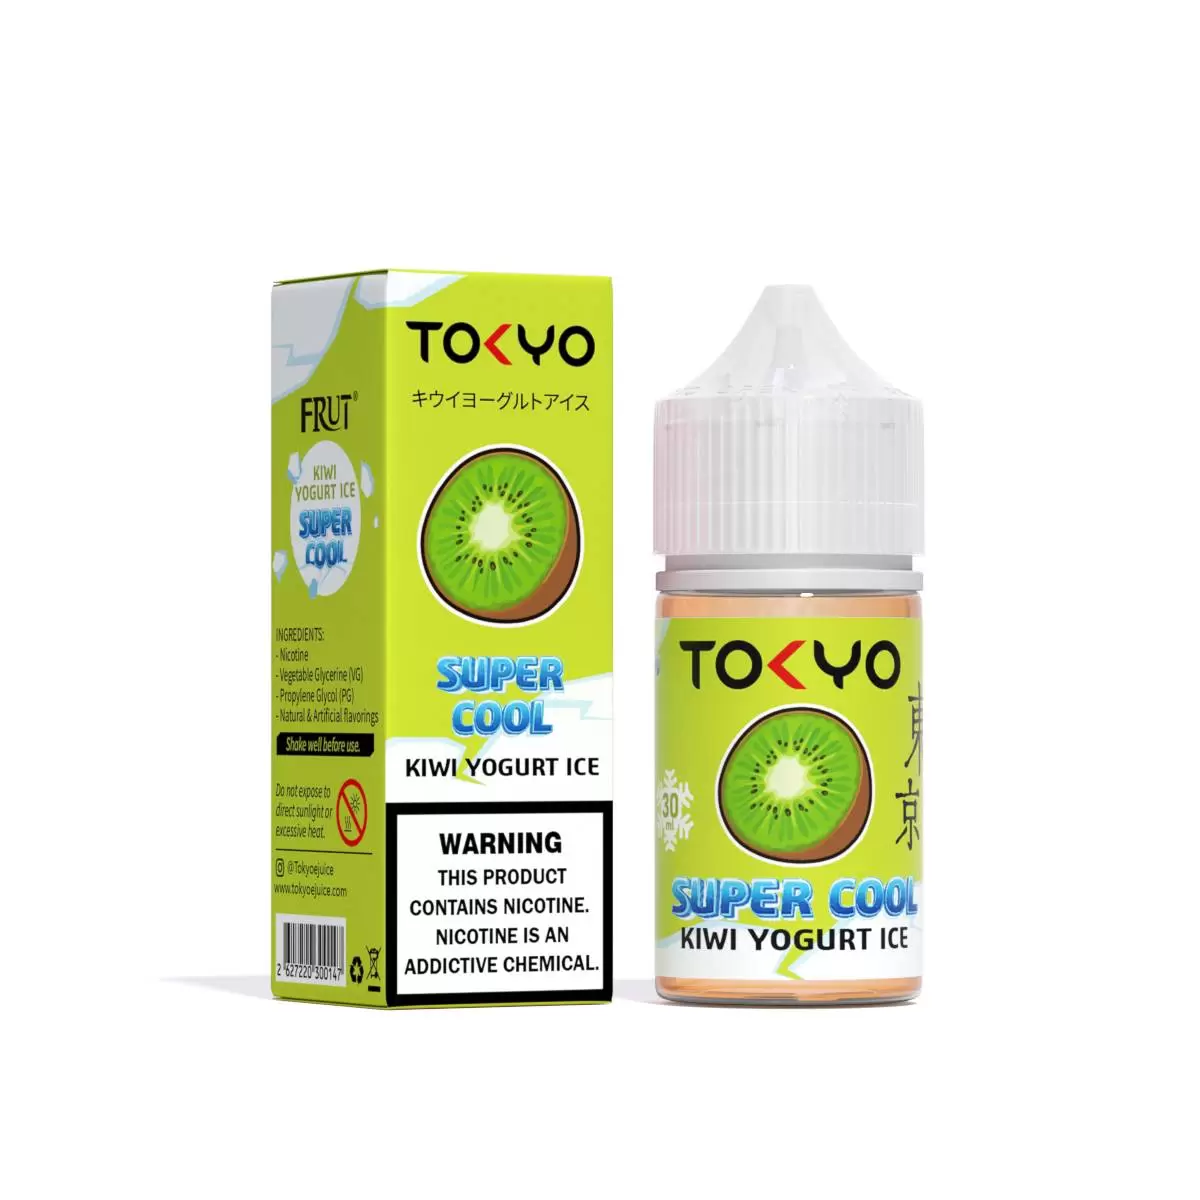 FRUT®
KIWI
YOGURT ICE
SUPER
COOL
INGREDIENTS:
- Nicotine
- Vegetable Glycerine (VG)
- Propylene Glycol (PG)
- Natural & Artificial flavorings
Shake well before use.
Do not expose to
direct sunlight or
excessive heat.
@Tokyoejuice
www.tokyoejuice.com
2 627220 300147
TOKYO
キウイヨーグルトアイス
SUPER
COOL
KIWI YOGURT ICE
WARNING
THIS PRODUCT
CONTAINS NICOTINE.
NICOTINE IS AN
ADDICTIVE CHEMICAL.
TOKYO
東京
30
ml
SUPER COOL
KIWI YOGURT ICE